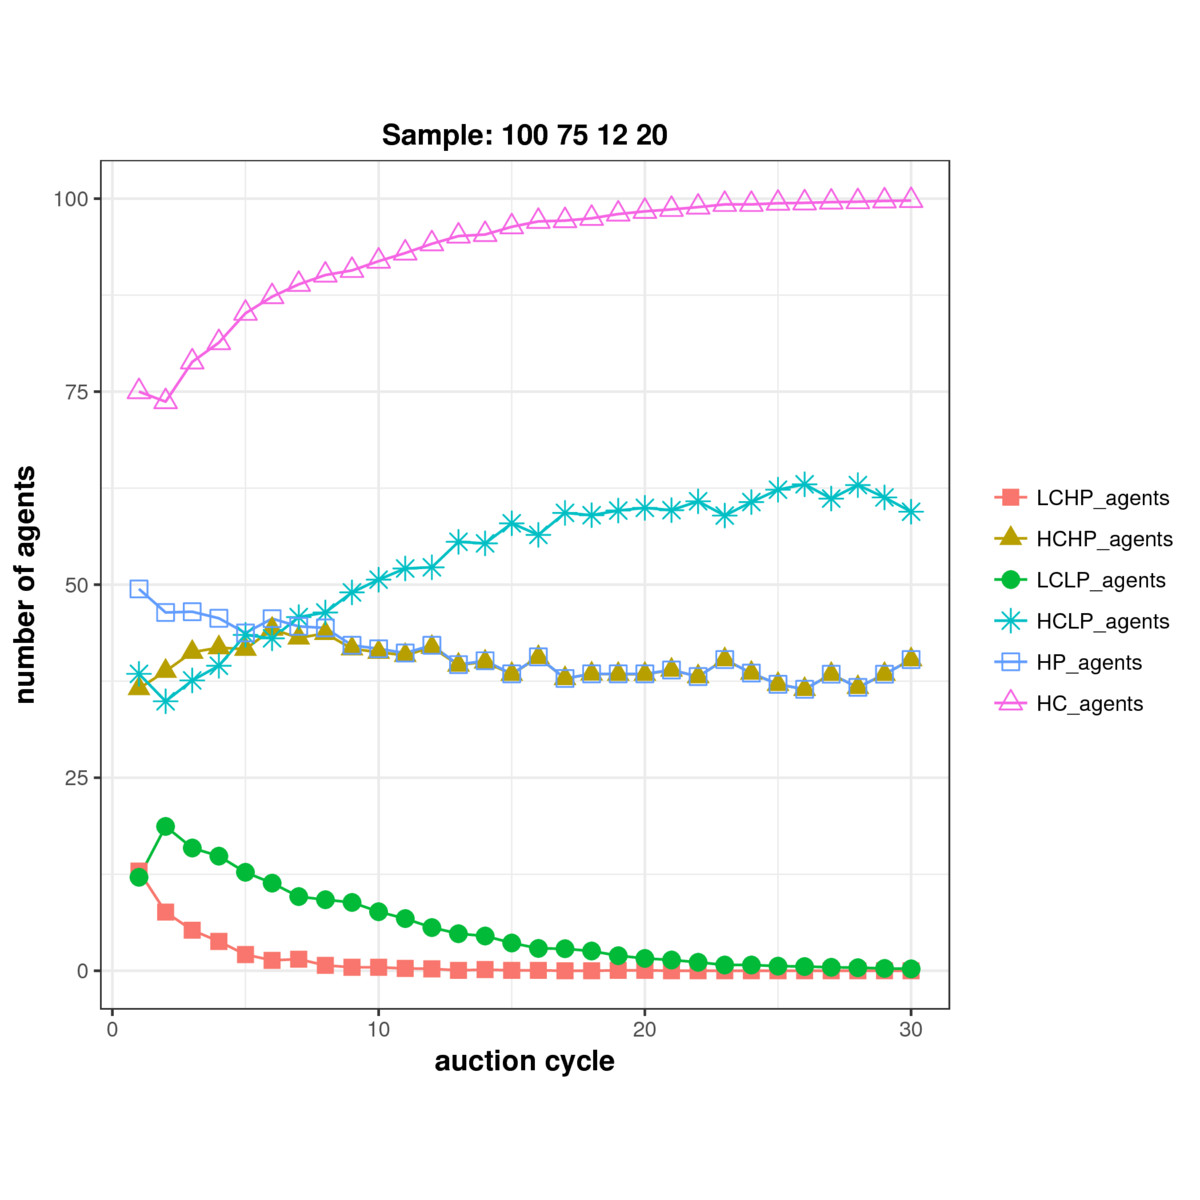 Sample: 100 75 12 20
number of agents
100
75
50
25
0
0 10 20 30
auction cycle
LCHP_agents
HCHP_agents
LCLP_agents
HCLP_agents
HP_agents
HC_agents